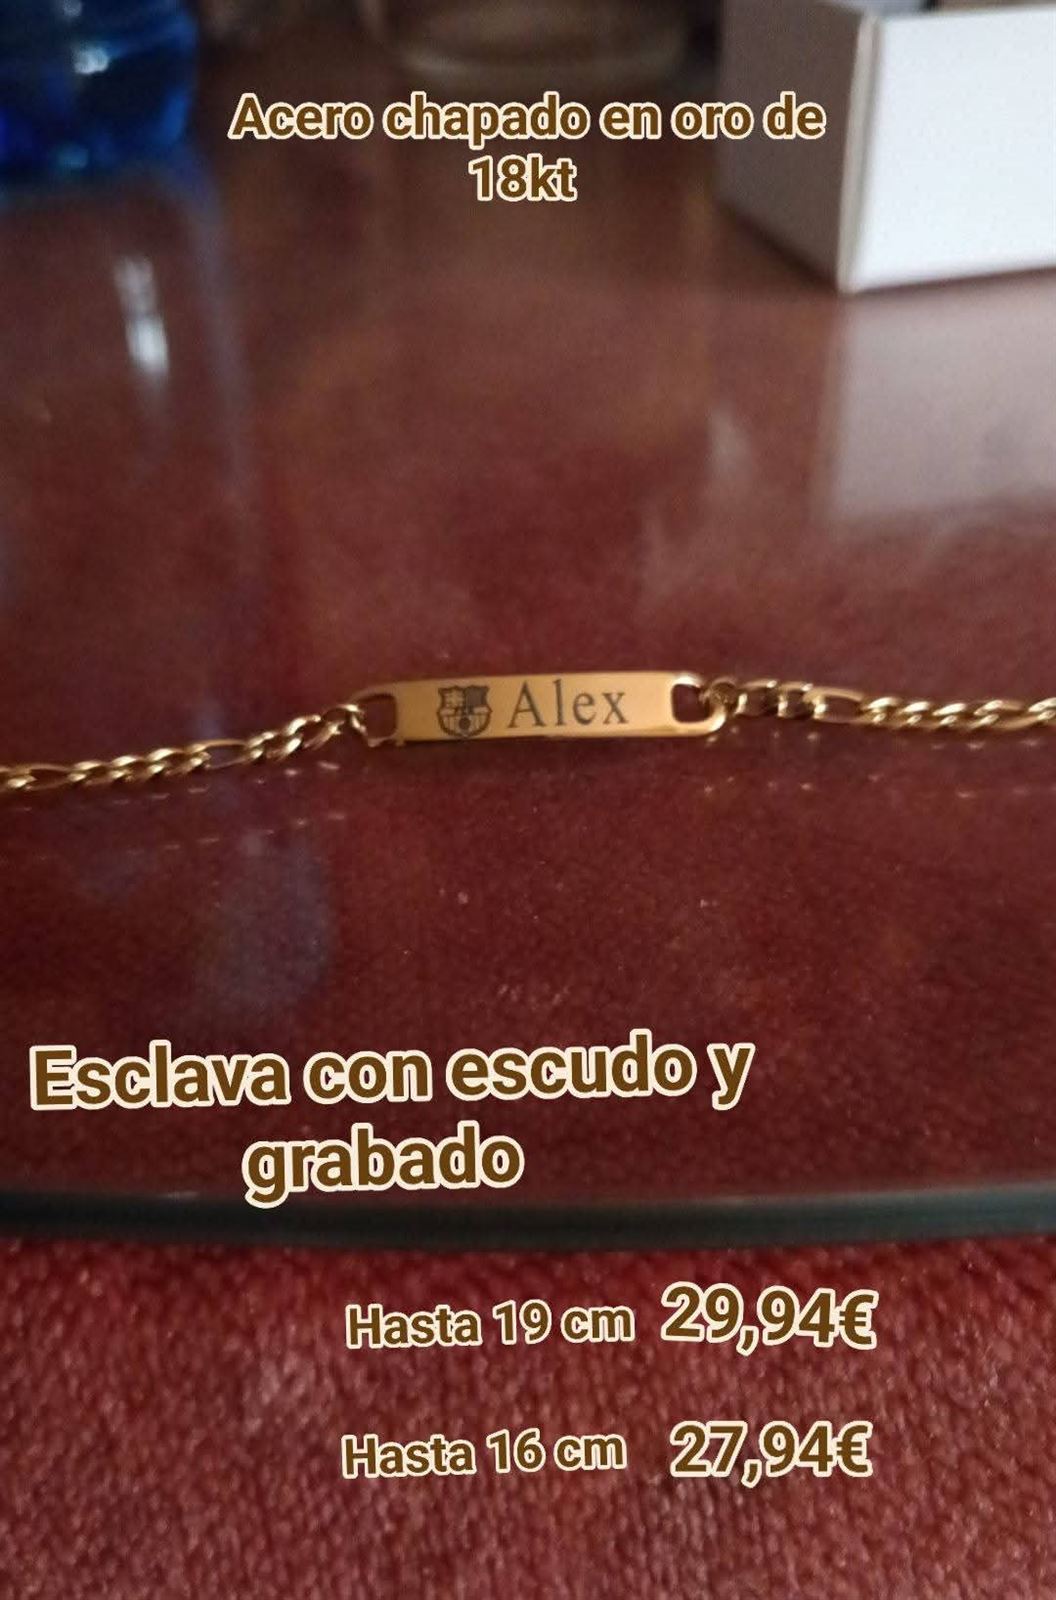 Acero chapado en oro de
18kt
Alex
Esclava con escudo y
grabado
Hasta 19 cm 29,94€
Hasta 16 cm 27,94€